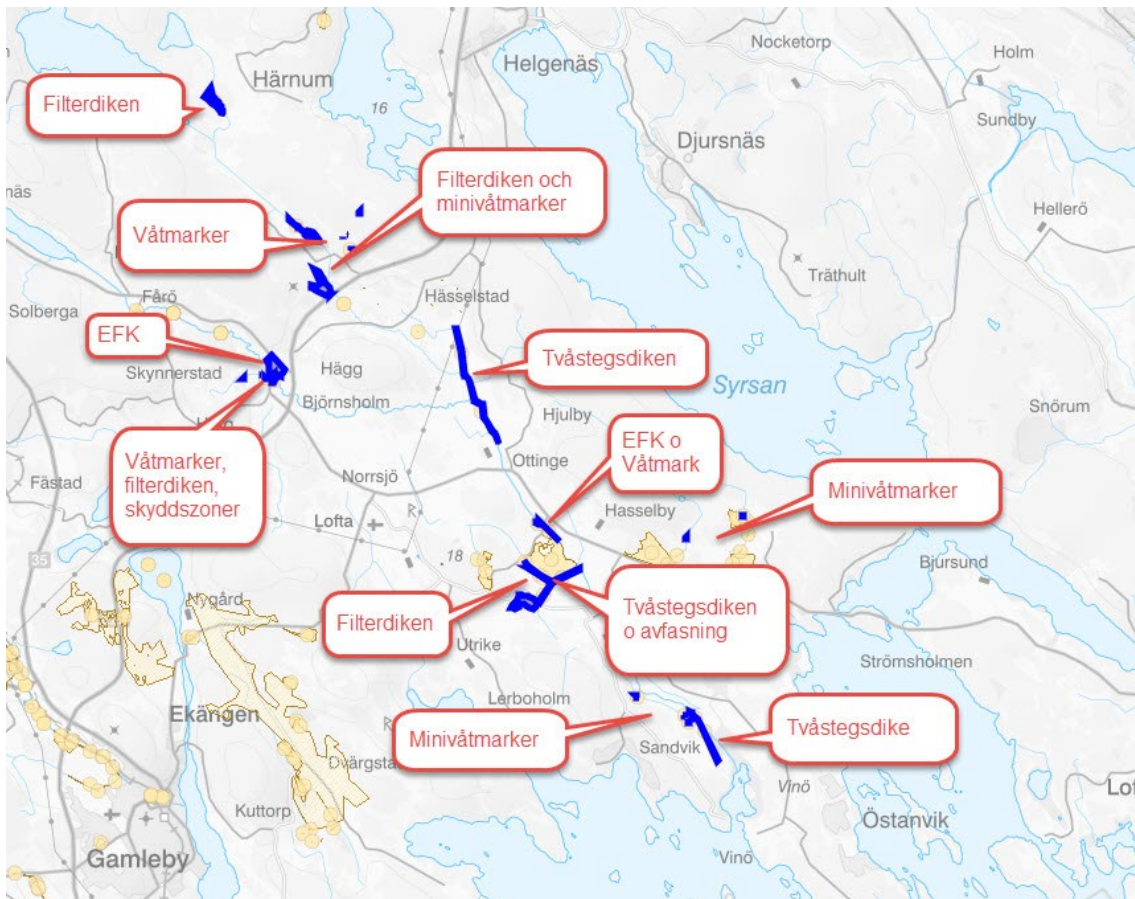 Helgenäs
Nocketorp
Holm
Härnum
Filterdiken
16
Sundby
Djursnäs
Filterdiken och
minivåtmarker
näs
Våtmarker
Hellerö
Träthult
Fårö
Hässelstad
Solberga
EFK
Skynnerstad
Hägg
Tvåstegsdiken
Syrsan
Björnsholm
Snörum
Hjulby
Våtmarker,
filterdiken,
skyddszoner
EFK o
Våtmark
Ottinge
Norrsjö
Fästad
Minivåtmarker
Hasselby
Lofta
R
.18
35
Bjursund
Nygård
Filterdiken
Tvåstegsdiken
o avfasning
Utrike
Strömsholmen
Lerboholm
Ekängen
R
Minivåtmarker
Tvåstegsdike
Sandvik
Vinö
Kuttorp
Östanvik
Gamleby
Vinö